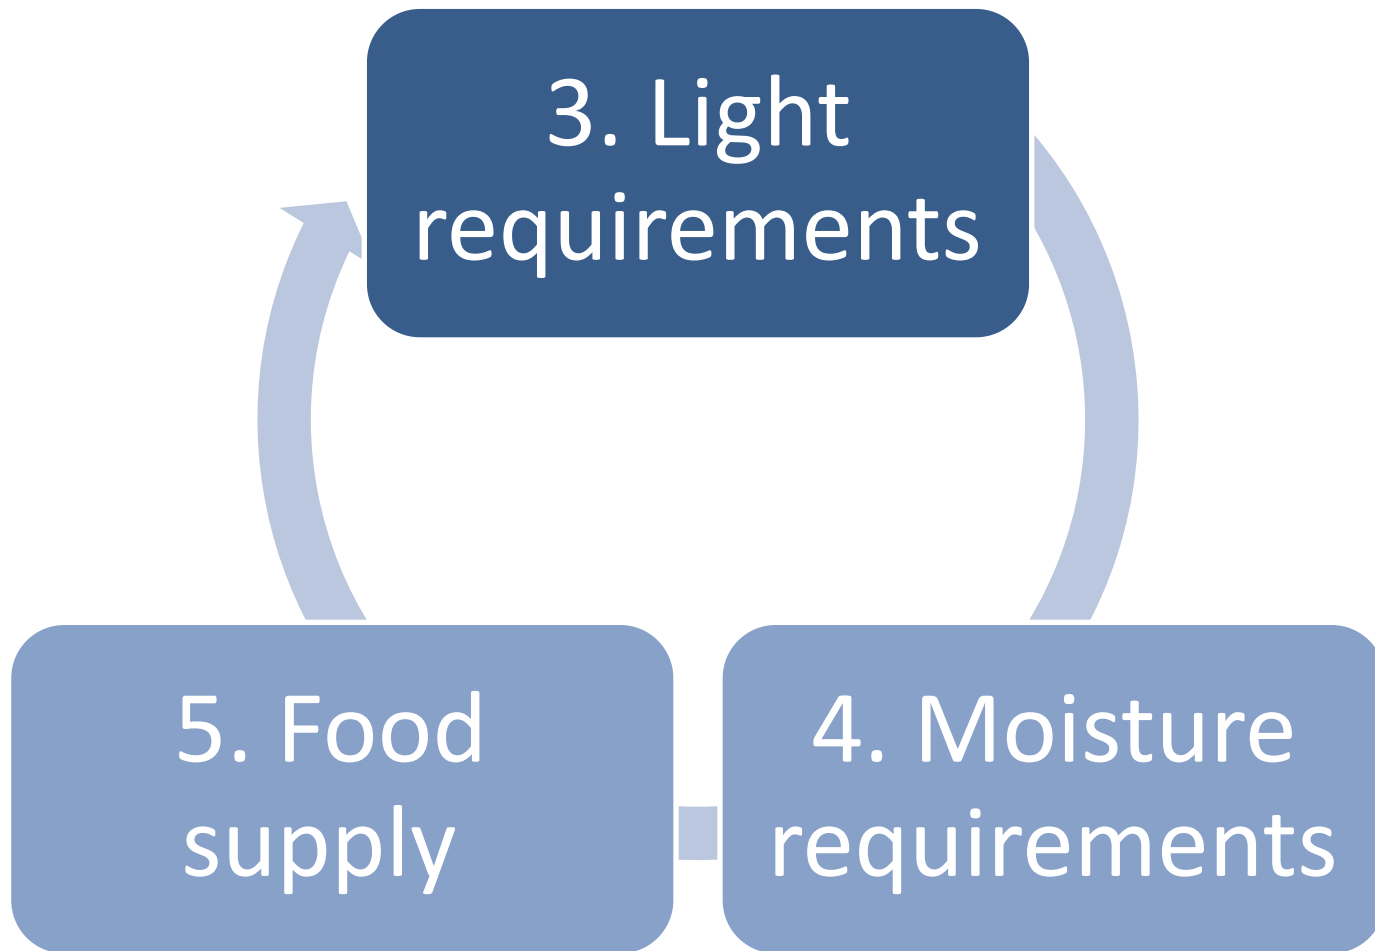 3. Light
requirements
4. Moisture
requirements
5. Food
supply